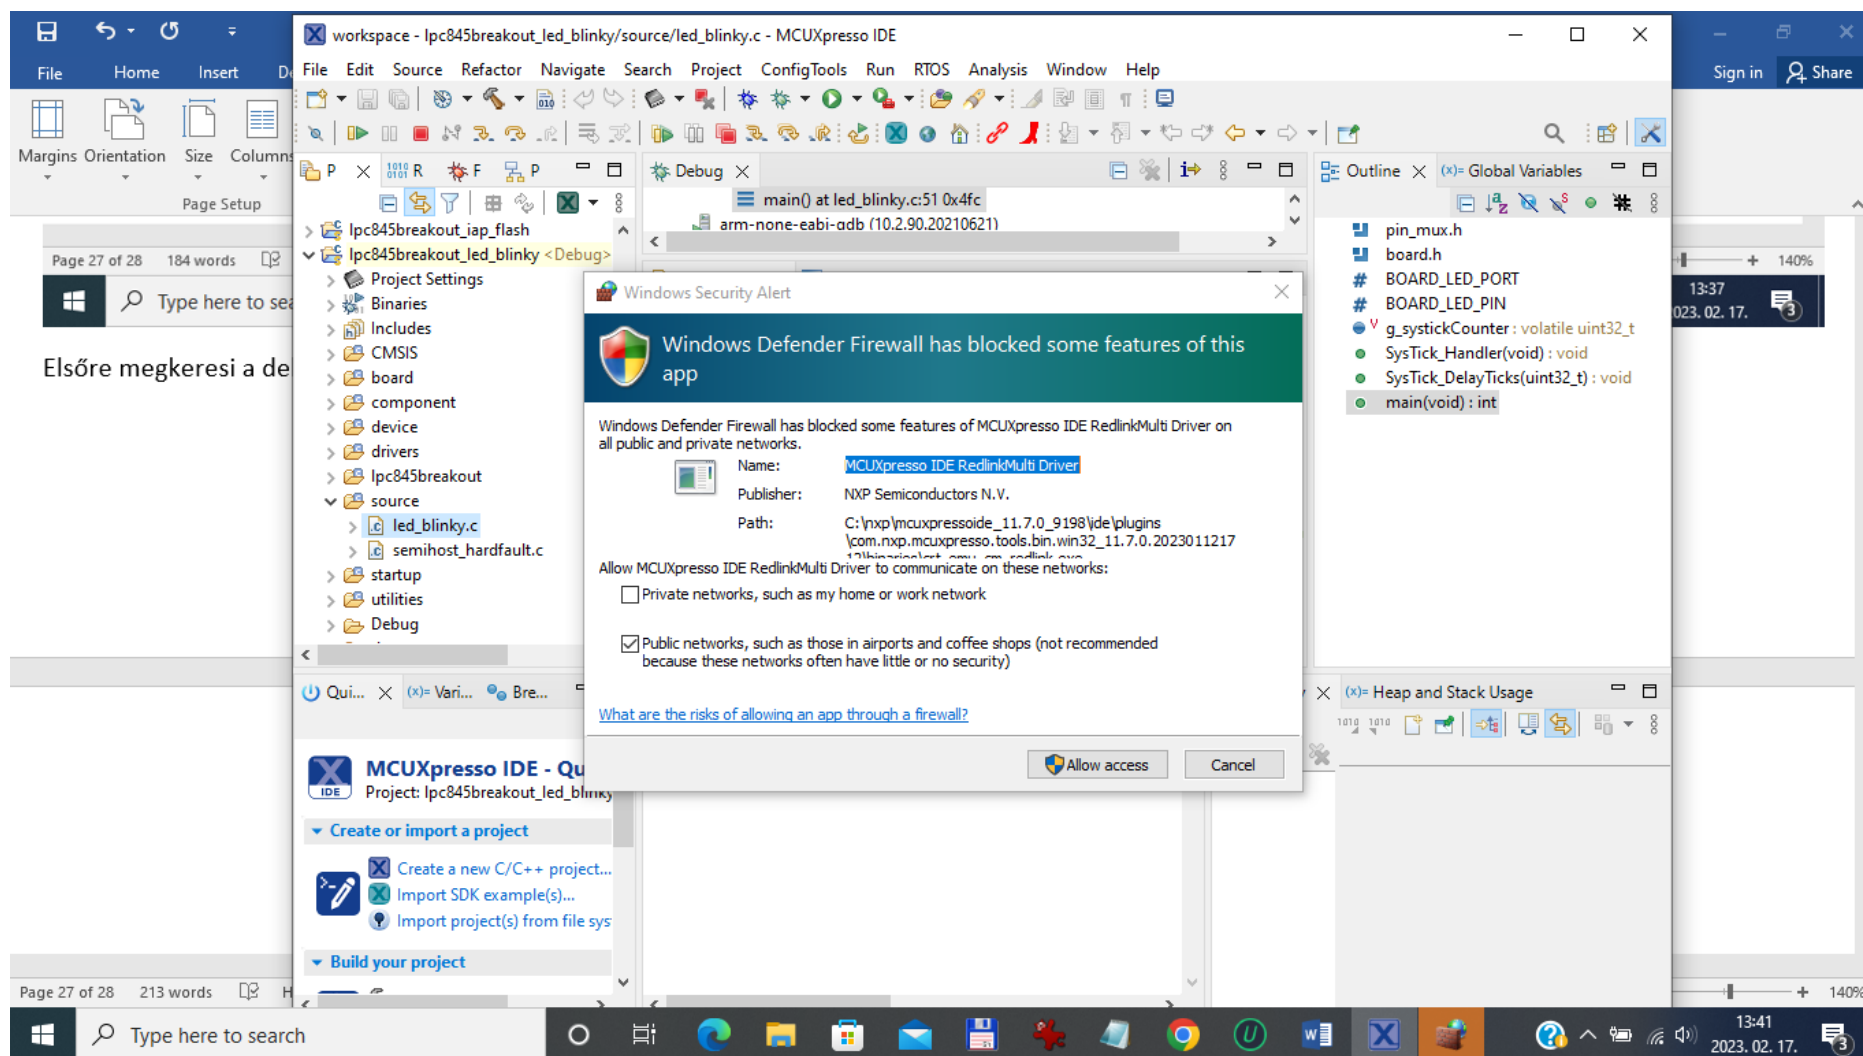 workspace - lpc845breakout_led_blinky/source/led_blinky.c - MCUXpresso IDE
File Home Insert
Sign in Share
File Edit Source Refactor Navigate Search Project ConfigTools Run RTOS Analysis Window Help
Margins Orientation Size Columns
Page Setup
P R F P
Debug
Outline (x)= Global Variables
main() at led_blinky.c:51 0x4fc
arm-none-eabi-gdb (10.2.90.20210621)
lpc845breakout_iap_flash
lpc845breakout_led_blinky <Debug>
Project Settings
Binaries
Includes
CMSIS
board
component
device
drivers
lpc845breakout
source
led_blinky.c
semihost_hardfault.c
startup
utilities
Debug
pin_mux.h
board.h
BOARD_LED_PORT
BOARD_LED_PIN
g_systickCounter : volatile uint32_t
SysTick_Handler(void) : void
SysTick_DelayTicks(uint32_t) : void
main(void) : int
Page 27 of 28 184 words
140%
Type here to sea
13:37
023. 02. 17.
3
Elsőre megkeresi a de
Windows Security Alert
Windows Defender Firewall has blocked some features of this
app
Windows Defender Firewall has blocked some features of MCUXpresso IDE RedlinkMulti Driver on
all public and private networks.
Name: MCUXpresso IDE RedlinkMulti Driver
Publisher: NXP Semiconductors N.V.
Path: C:\nxp\mcuxpressoide_11.7.0_9198\ide\plugins
\com.nxp.mcuxpresso.tools.bin.win32_11.7.0.2023011217
Allow MCUXpresso IDE RedlinkMulti Driver to communicate on these networks:
Private networks, such as my home or work network
Public networks, such as those in airports and coffee shops (not recommended
because these networks often have little or no security)
What are the risks of allowing an app through a firewall?
Allow access Cancel
Qui... (x)= Vari... Bre...
(x)= Heap and Stack Usage
IDE
MCUXpresso IDE - Qu
Project: lpc845breakout_led_blinky
Create or import a project
Create a new C/C++ project...
Import SDK example(s)...
Import project(s) from file sys
Build your project
Page 27 of 28 213 words
140%
Type here to search
13:41
2023. 02. 17.
3